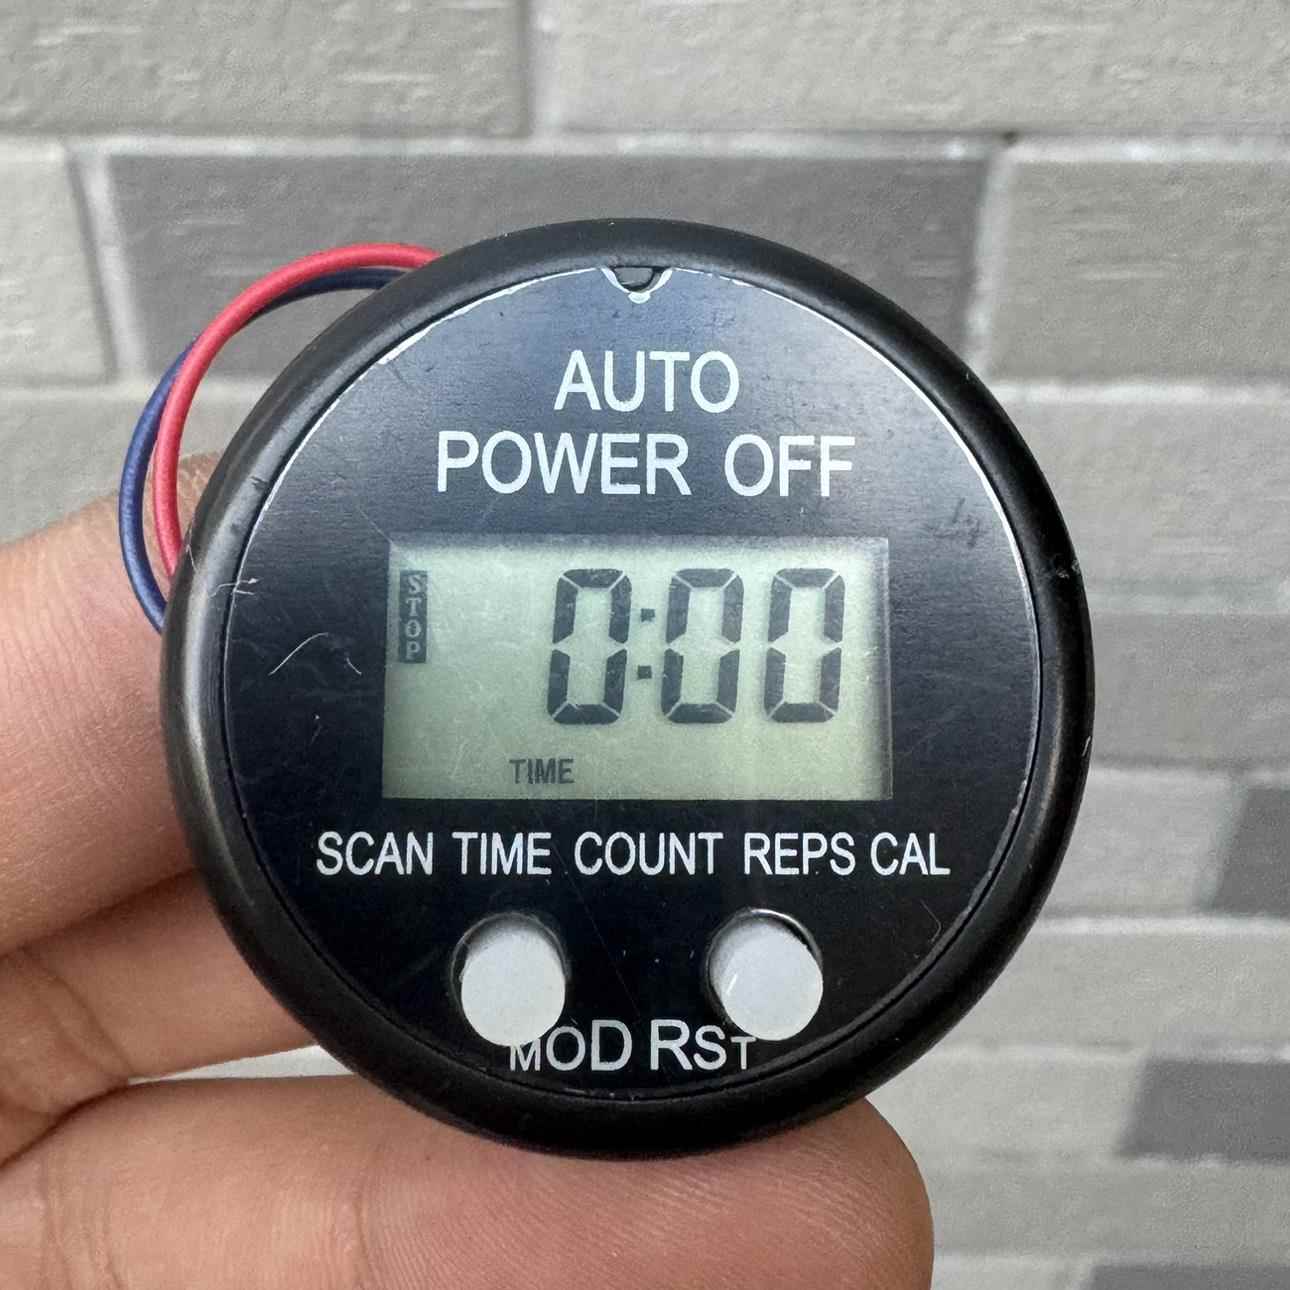 AUTO
POWER OFF
STOP
0:00
TIME
SCAN TIME COUNT REPS CAL
MOD RST